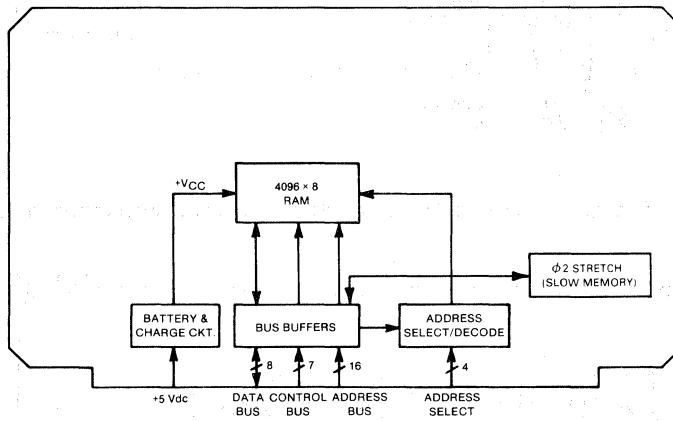 +VCC
4096 × 8
RAM
ϕ2 STRETCH
(SLOW MEMORY)
BATTERY &
CHARGE CKT.
BUS BUFFERS
ADDRESS
SELECT/DECODE
8
7
16
4
+5 Vdc
DATA
BUS
CONTROL
BUS
ADDRESS
BUS
ADDRESS
SELECT